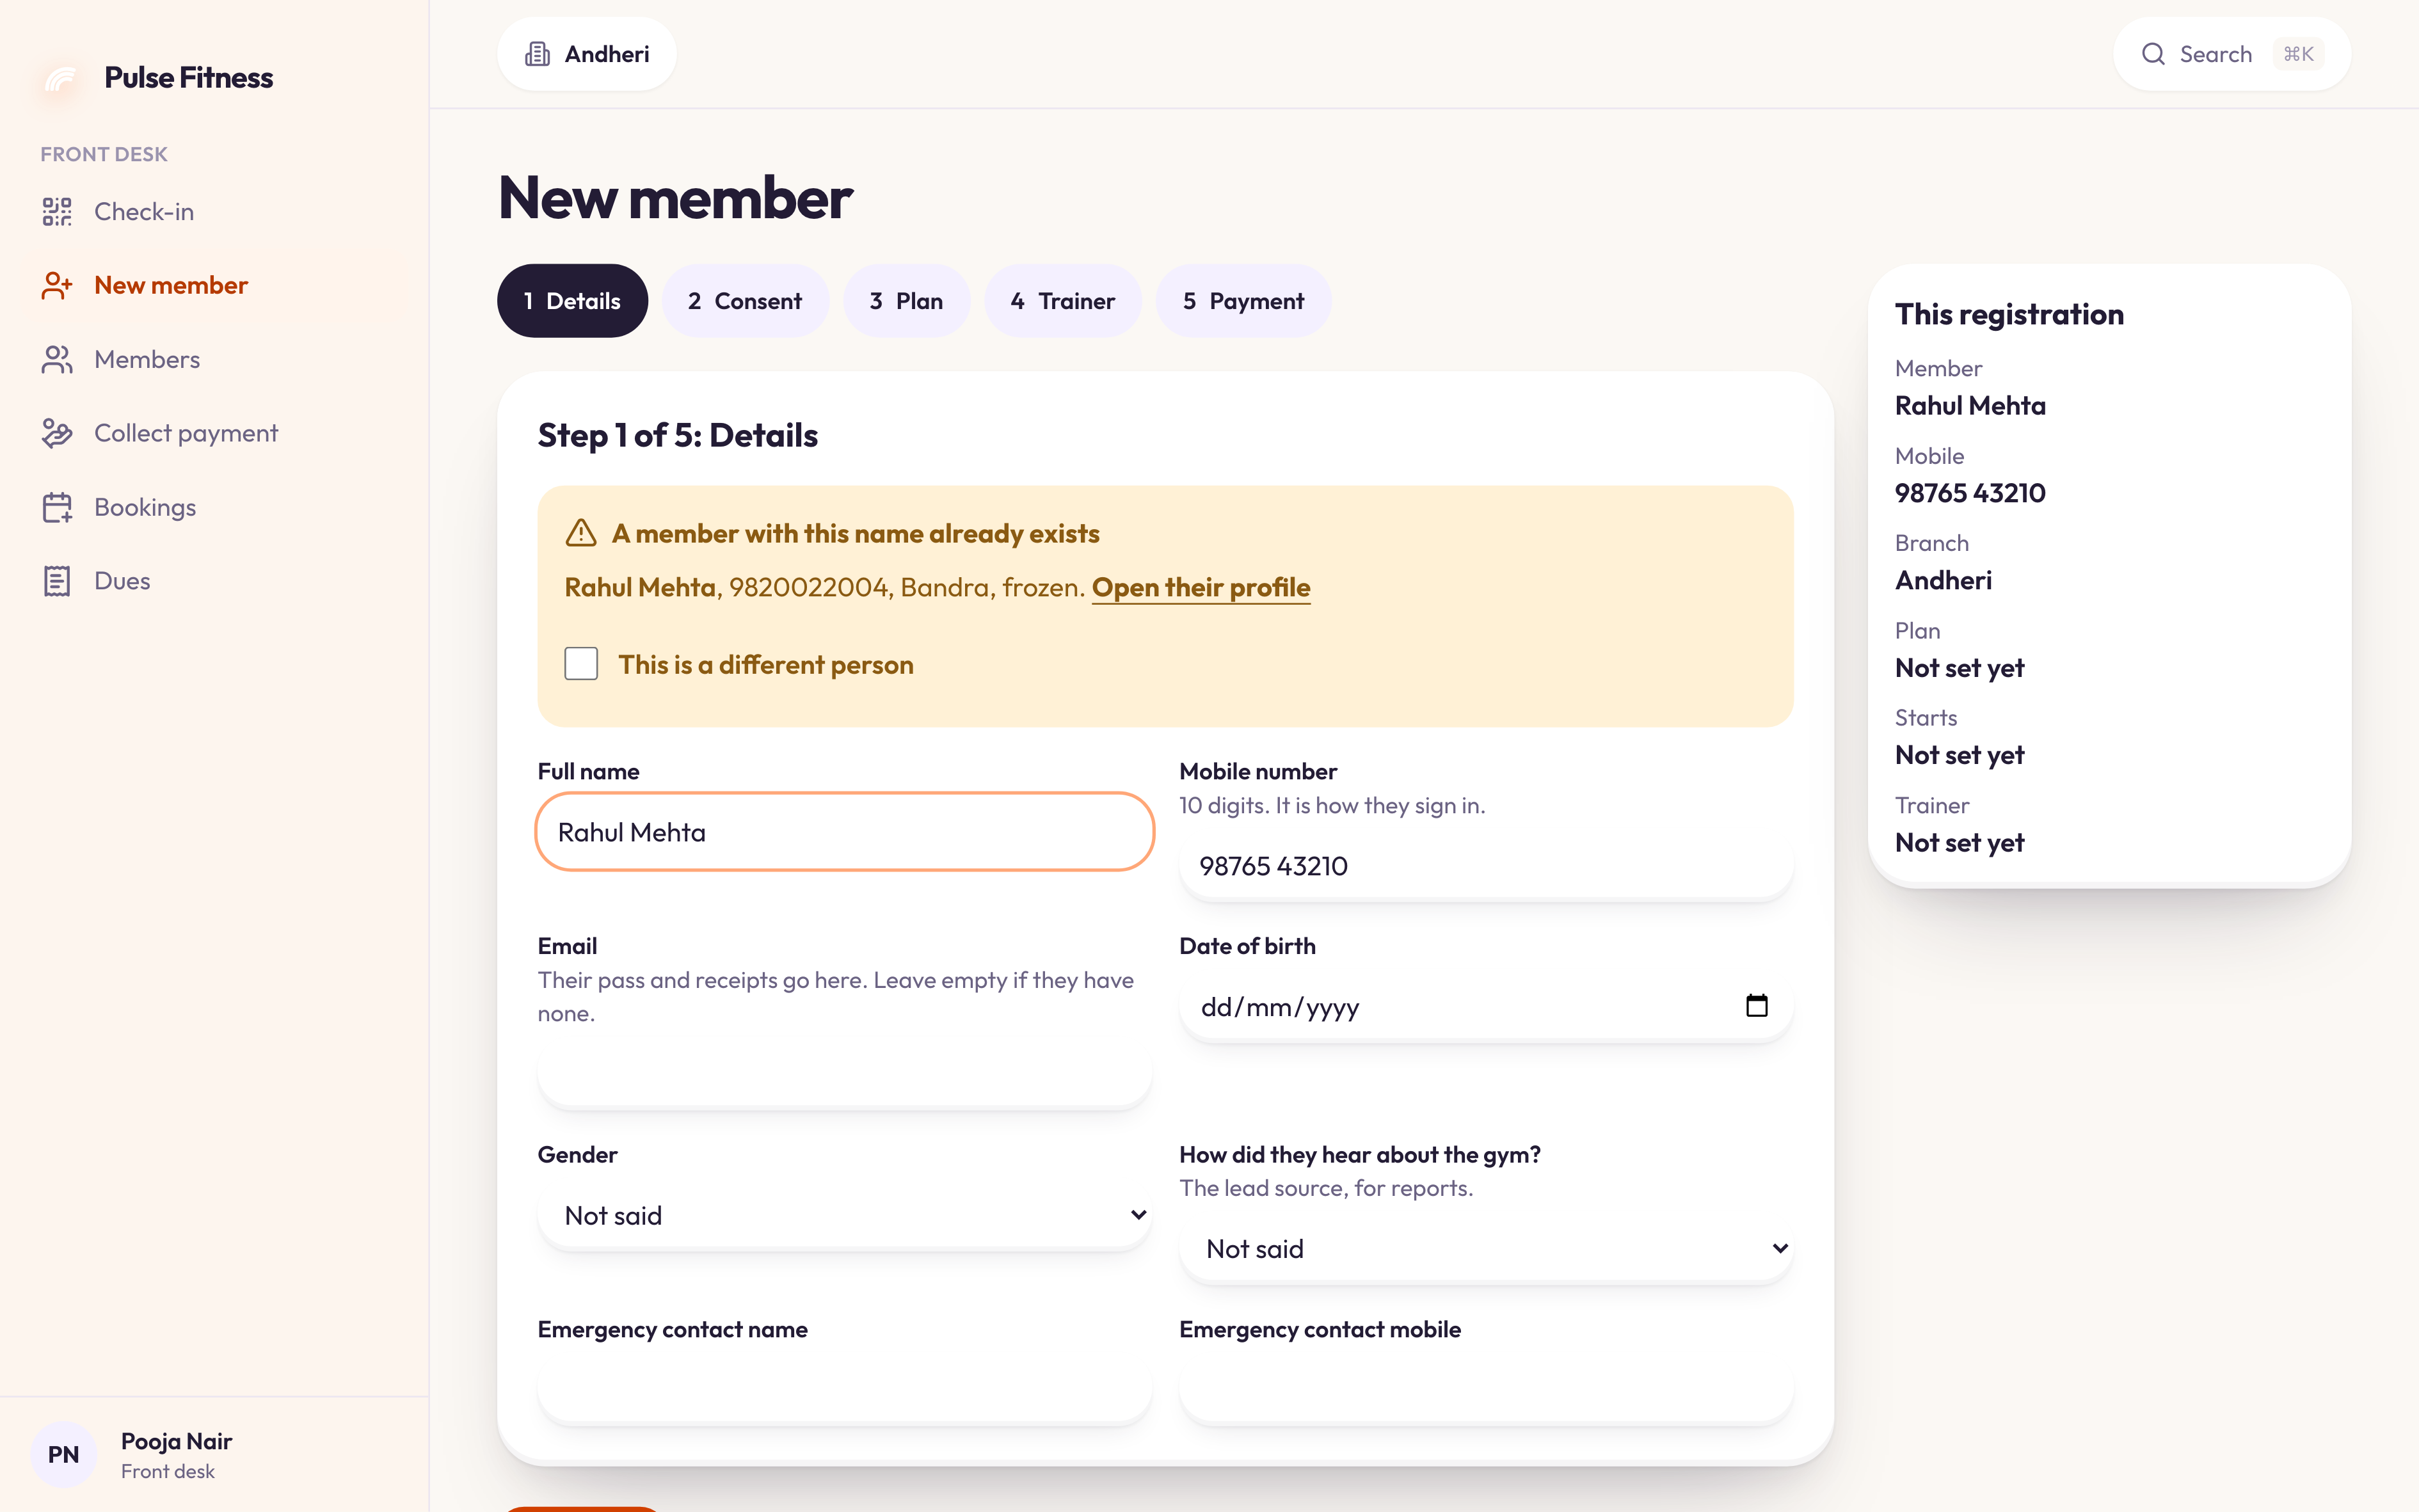 Pulse Fitness
FRONT DESK
Check-in
New member
Members
Collect payment
Bookings
Dues
PN
Pooja Nair
Front desk
Andheri
Search
⌘K
New member
1 Details
2 Consent
3 Plan
4 Trainer
5 Payment
Step 1 of 5: Details
A member with this name already exists
Rahul Mehta, 9820022004, Bandra, frozen. Open their profile
This is a different person
Full name
Rahul Mehta
Mobile number
10 digits. It is how they sign in.
98765 43210
Email
Their pass and receipts go here. Leave empty if they have
none.
Date of birth
dd/mm/yyyy
Gender
Not said
How did they hear about the gym?
The lead source, for reports.
Not said
Emergency contact name
Emergency contact mobile
This registration
Member
Rahul Mehta
Mobile
98765 43210
Branch
Andheri
Plan
Not set yet
Starts
Not set yet
Trainer
Not set yet